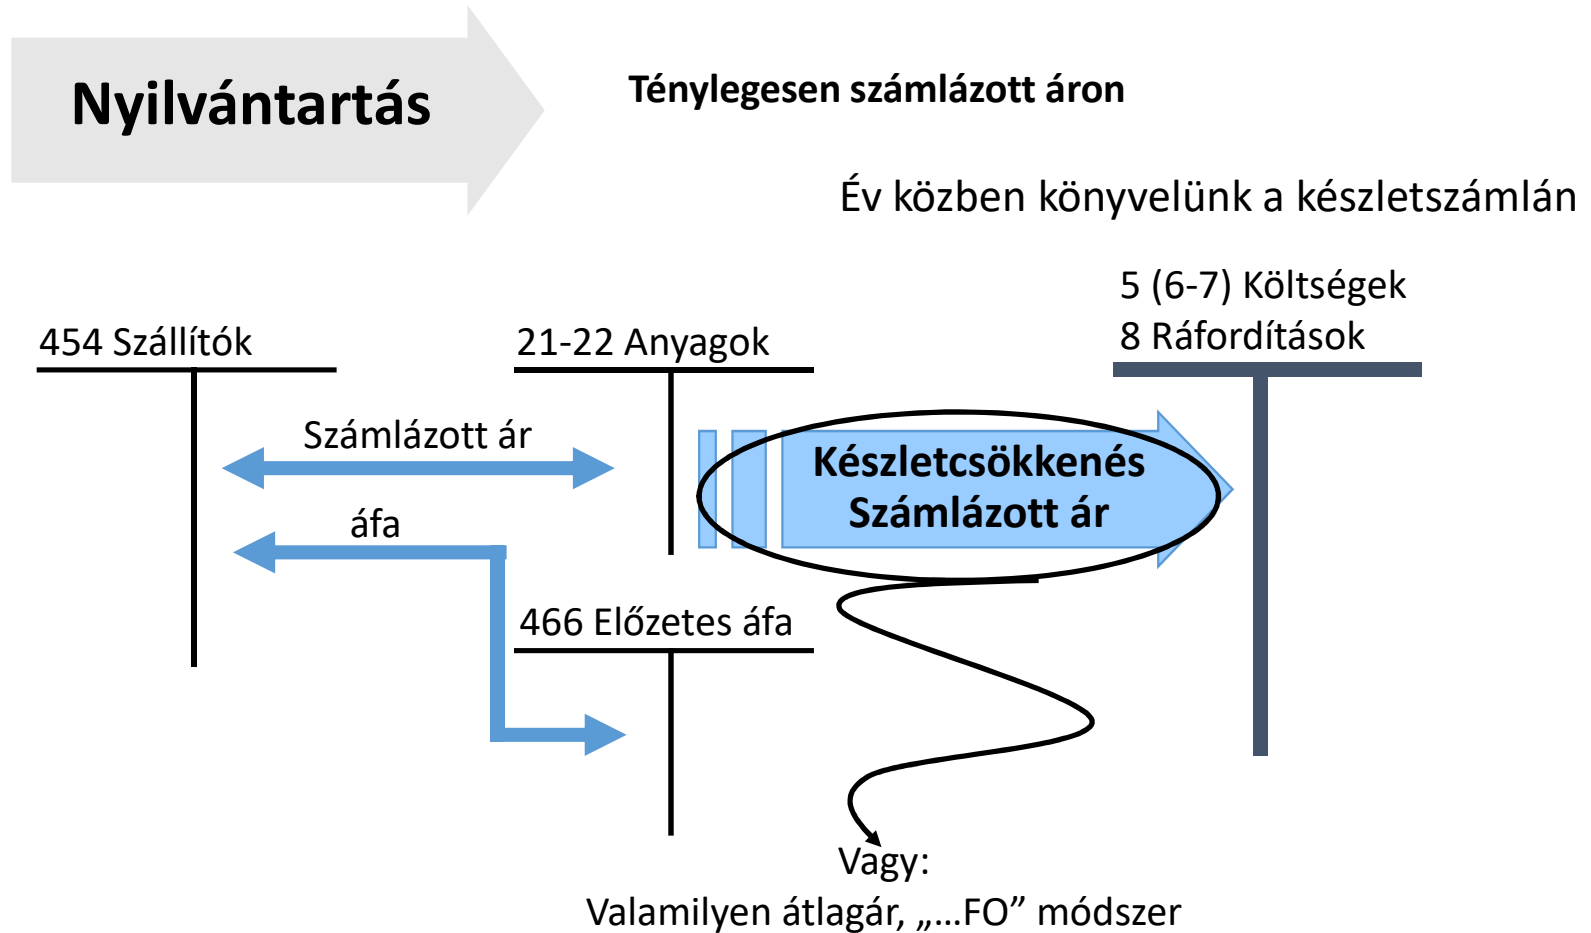 Nyilvántartás
Ténylegesen számlázott áron
Év közben könyvelünk a készletszámlán
5 (6-7) Költségek
8 Ráfordítások
454 Szállítók
21-22 Anyagok
Számlázott ár
Készletcsökkenés
Számlázott ár
áfa
466 Előzetes áfa
Vagy:
Valamilyen átlagár, „…FO” módszer